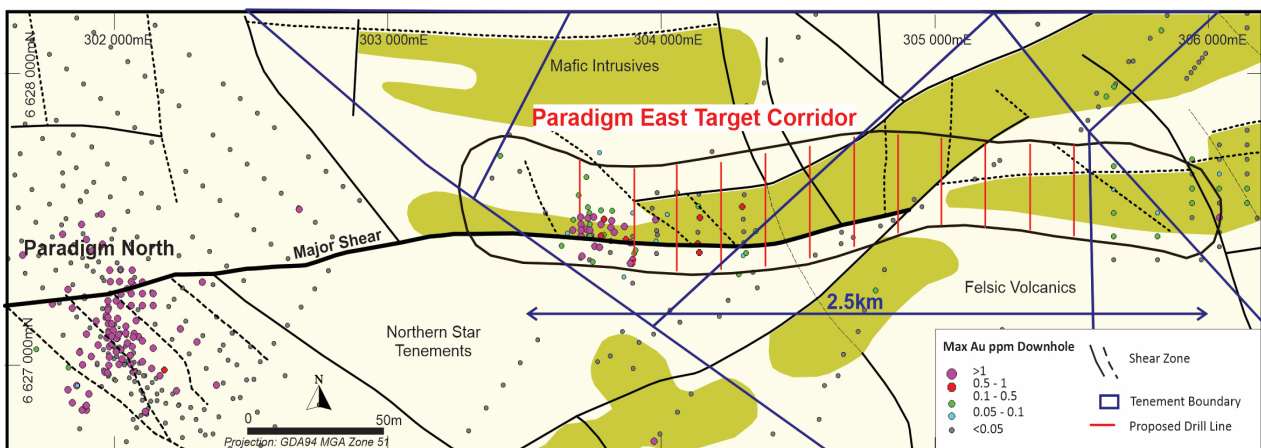 302 000mE
303 000mE
304 000mE
305 000mE
306 000mE
6 628 000mN
Mafic Intrusives
Paradigm East Target Corridor
Paradigm North
Major Shear
2.5km
Felsic Volcanics
Northern Star
Tenements
6 627 000mN
N
0
50m
Projection: GDA94 MGA Zone 51
Max Au ppm Downhole
>1
0.5 - 1
0.1 - 0.5
0.05 - 0.1
<0.05
Shear Zone
Tenement Boundary
Proposed Drill Line